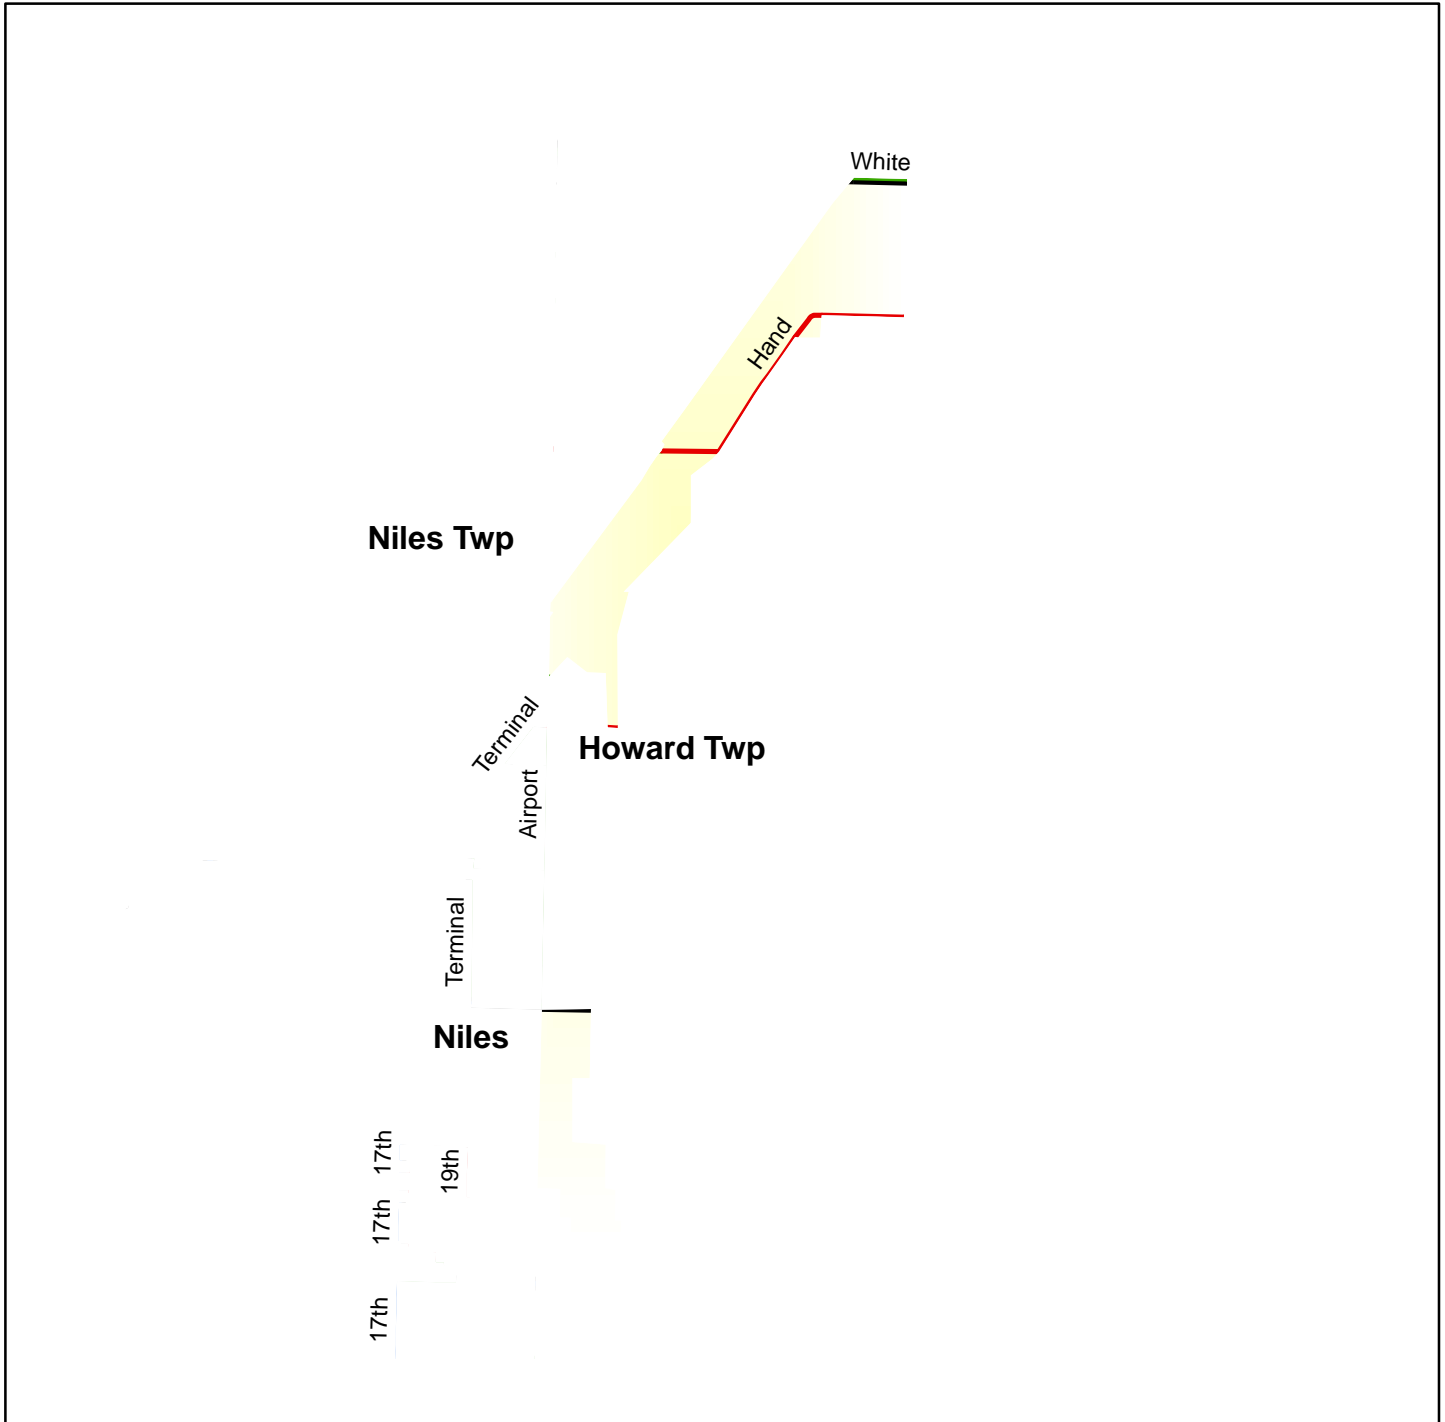 White
Hand
Niles Twp
Terminal
Howard Twp
Airport
Terminal
Niles
17th
19th
17th
17th